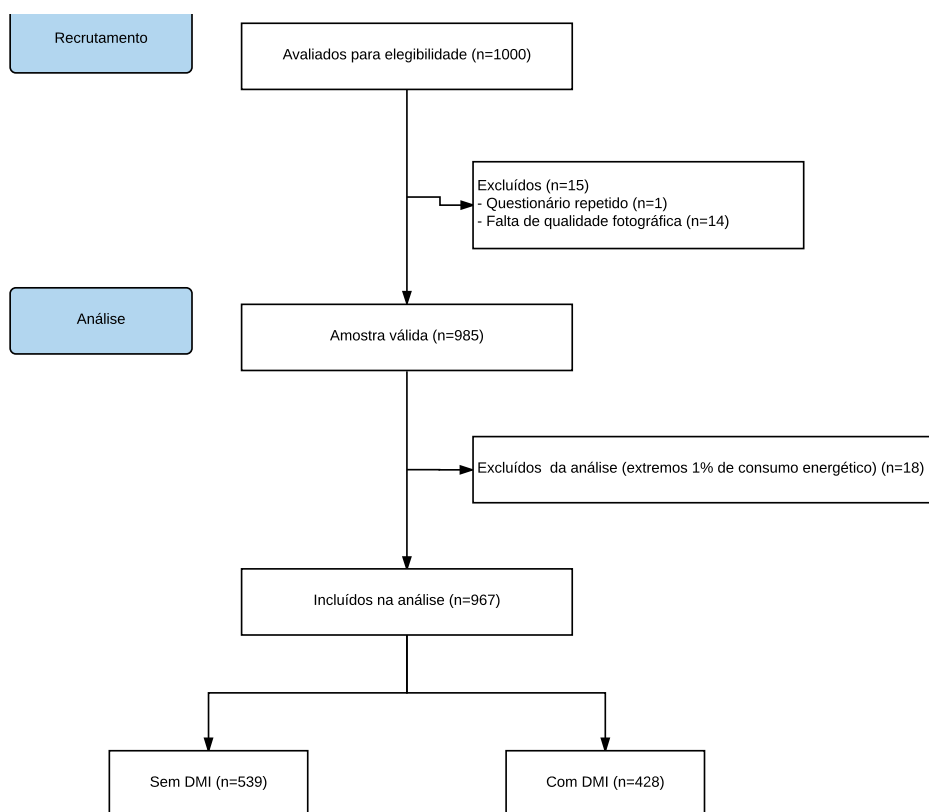 Recrutamento
Avaliados para elegibilidade (n=1000)
Excluídos (n=15)
- Questionário repetido (n=1)
- Falta de qualidade fotográfica (n=14)
Análise
Amostra válida (n=985)
Excluídos  da análise (extremos 1% de consumo energético) (n=18)
Incluídos na análise (n=967)
Sem DMI (n=539)
Com DMI (n=428)